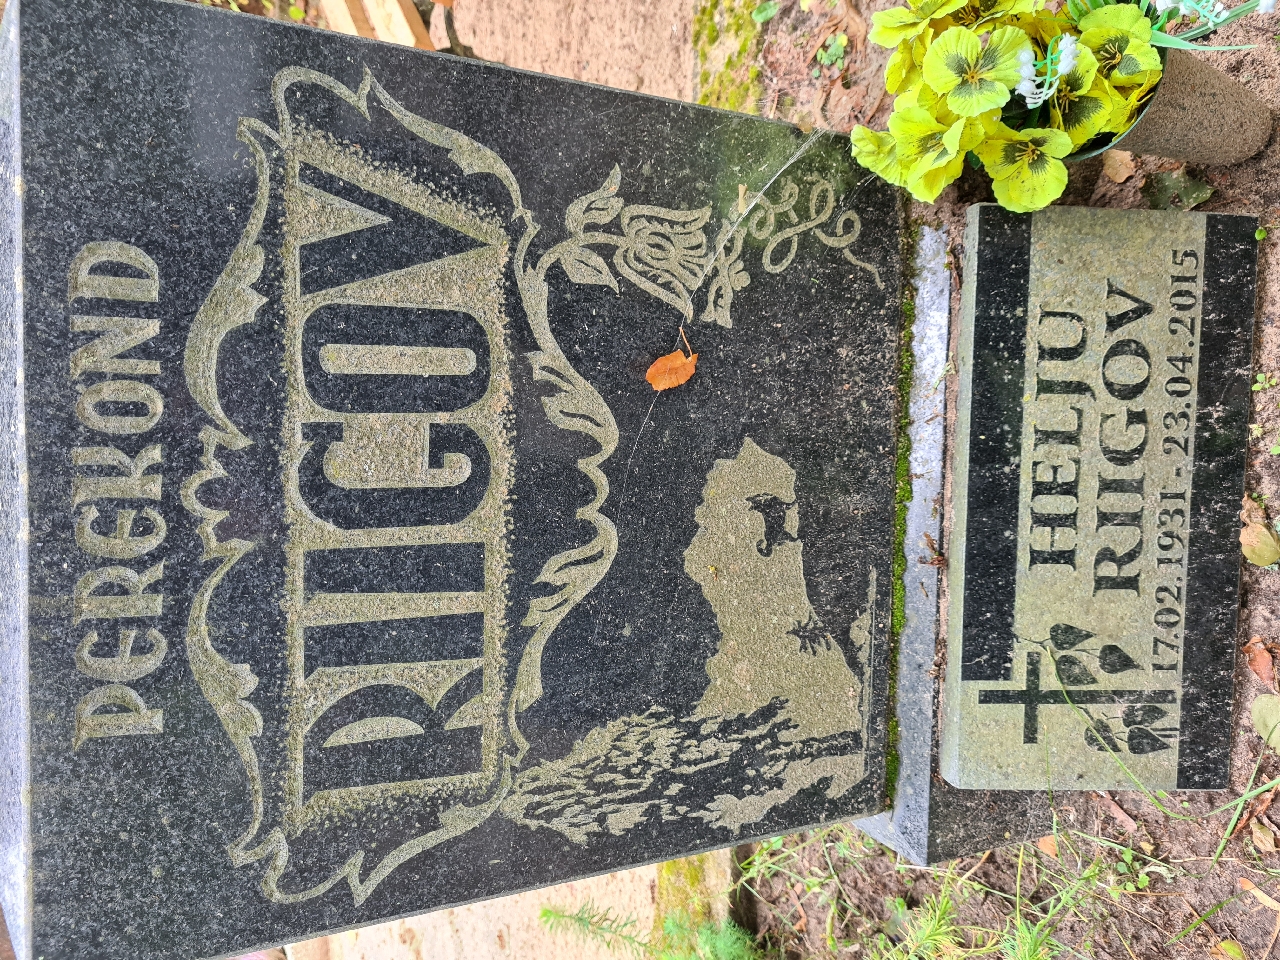 PEREKOND
RIIGOV
HELJU
RIIGOV
17.02.1931 - 23.04.2015